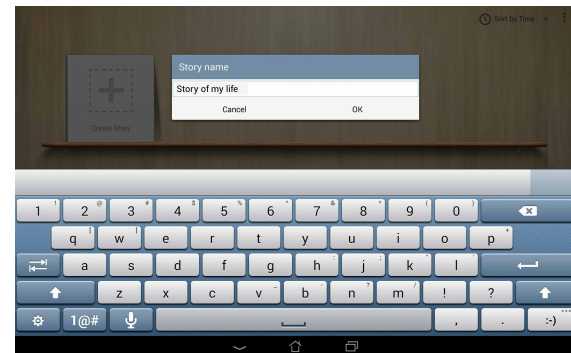 Sort by Time
Story name
Story of my life
Cancel OK
Create Story
1 ! 2 @ 3 # 4 $ 5 % 6 ^ 7 & 8 * 9 ( 0 )
q [ w ] e r t y u i o p +
a s d f g h : j ; k l
z x c v - b n ? m / ! ?
1@# , . :-)